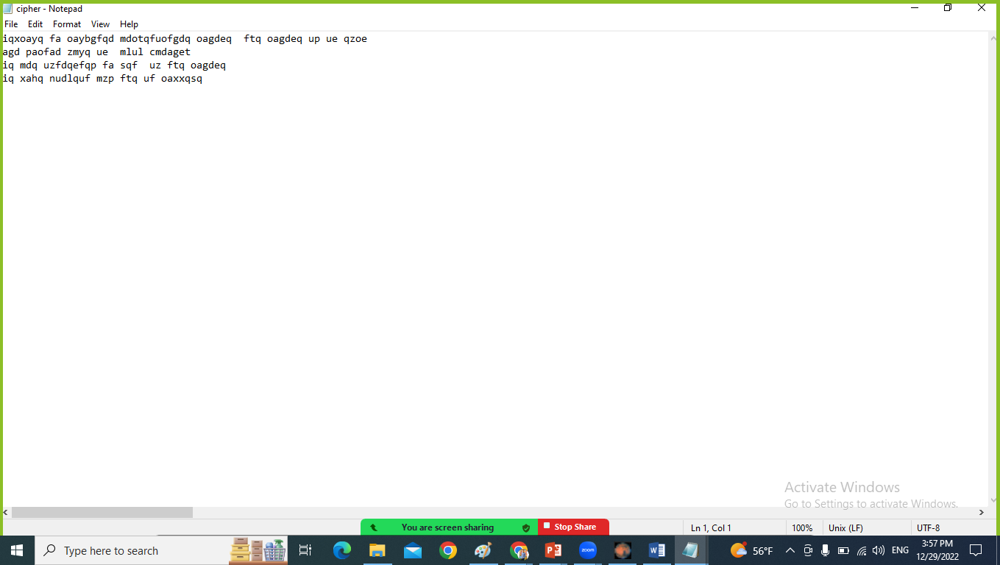 cipher - Notepad
File Edit Format View Help
iqxoayq fa oaybgfqd mdotqfuofgdq oagdeq  ftq oagdeq up ue qzoe
agd paofad zmyq ue  mlul cmdaget
iq mdq uzfdqefqp fa sqf  uz ftq oagdeq
iq xahq nudlquf mzp ftq uf oaxxqsq
Activate Windows
Go to Settings to activate Windows.
You are screen sharing Stop Share
Ln 1, Col 1 100% Unix (LF) UTF-8
Type here to search
zoom
56°F ENG 3:57 PM
12/29/2022